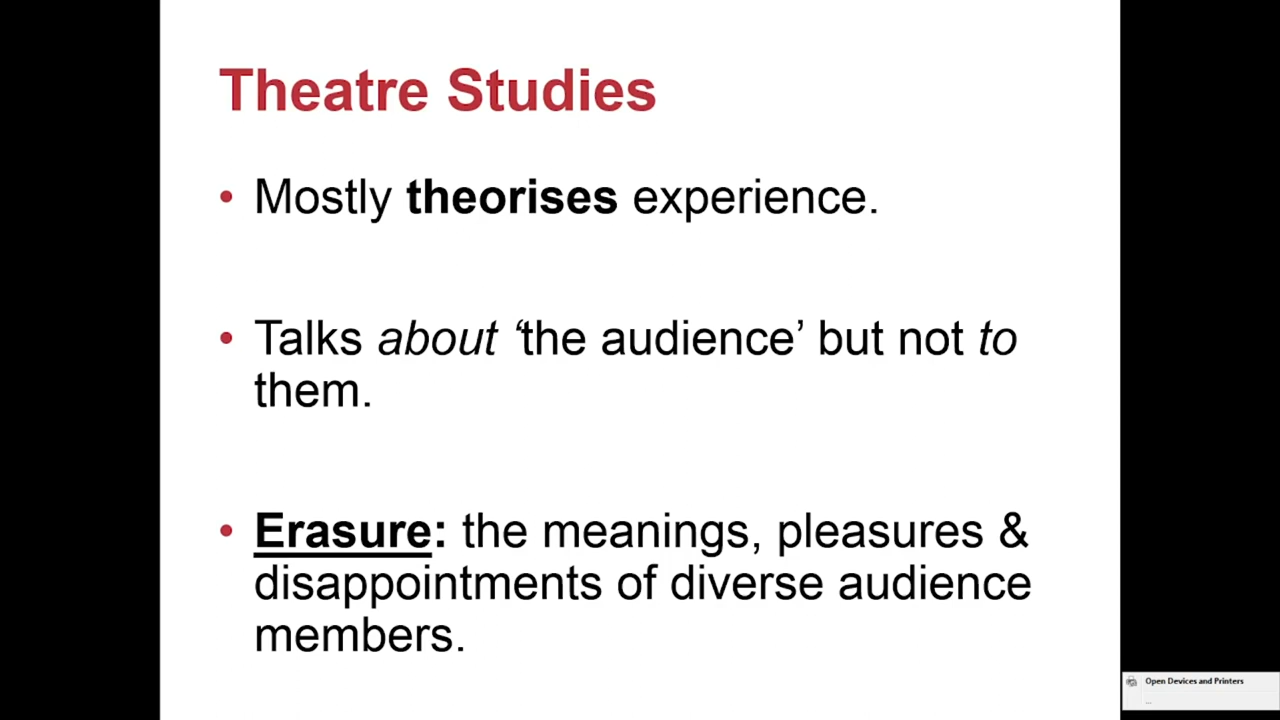 Theatre Studies
• Mostly theorises experience.
• Talks about ‘the audience’ but not to
them.
• Erasure: the meanings, pleasures &
disappointments of diverse audience
members.
Open Devices and Printers
...